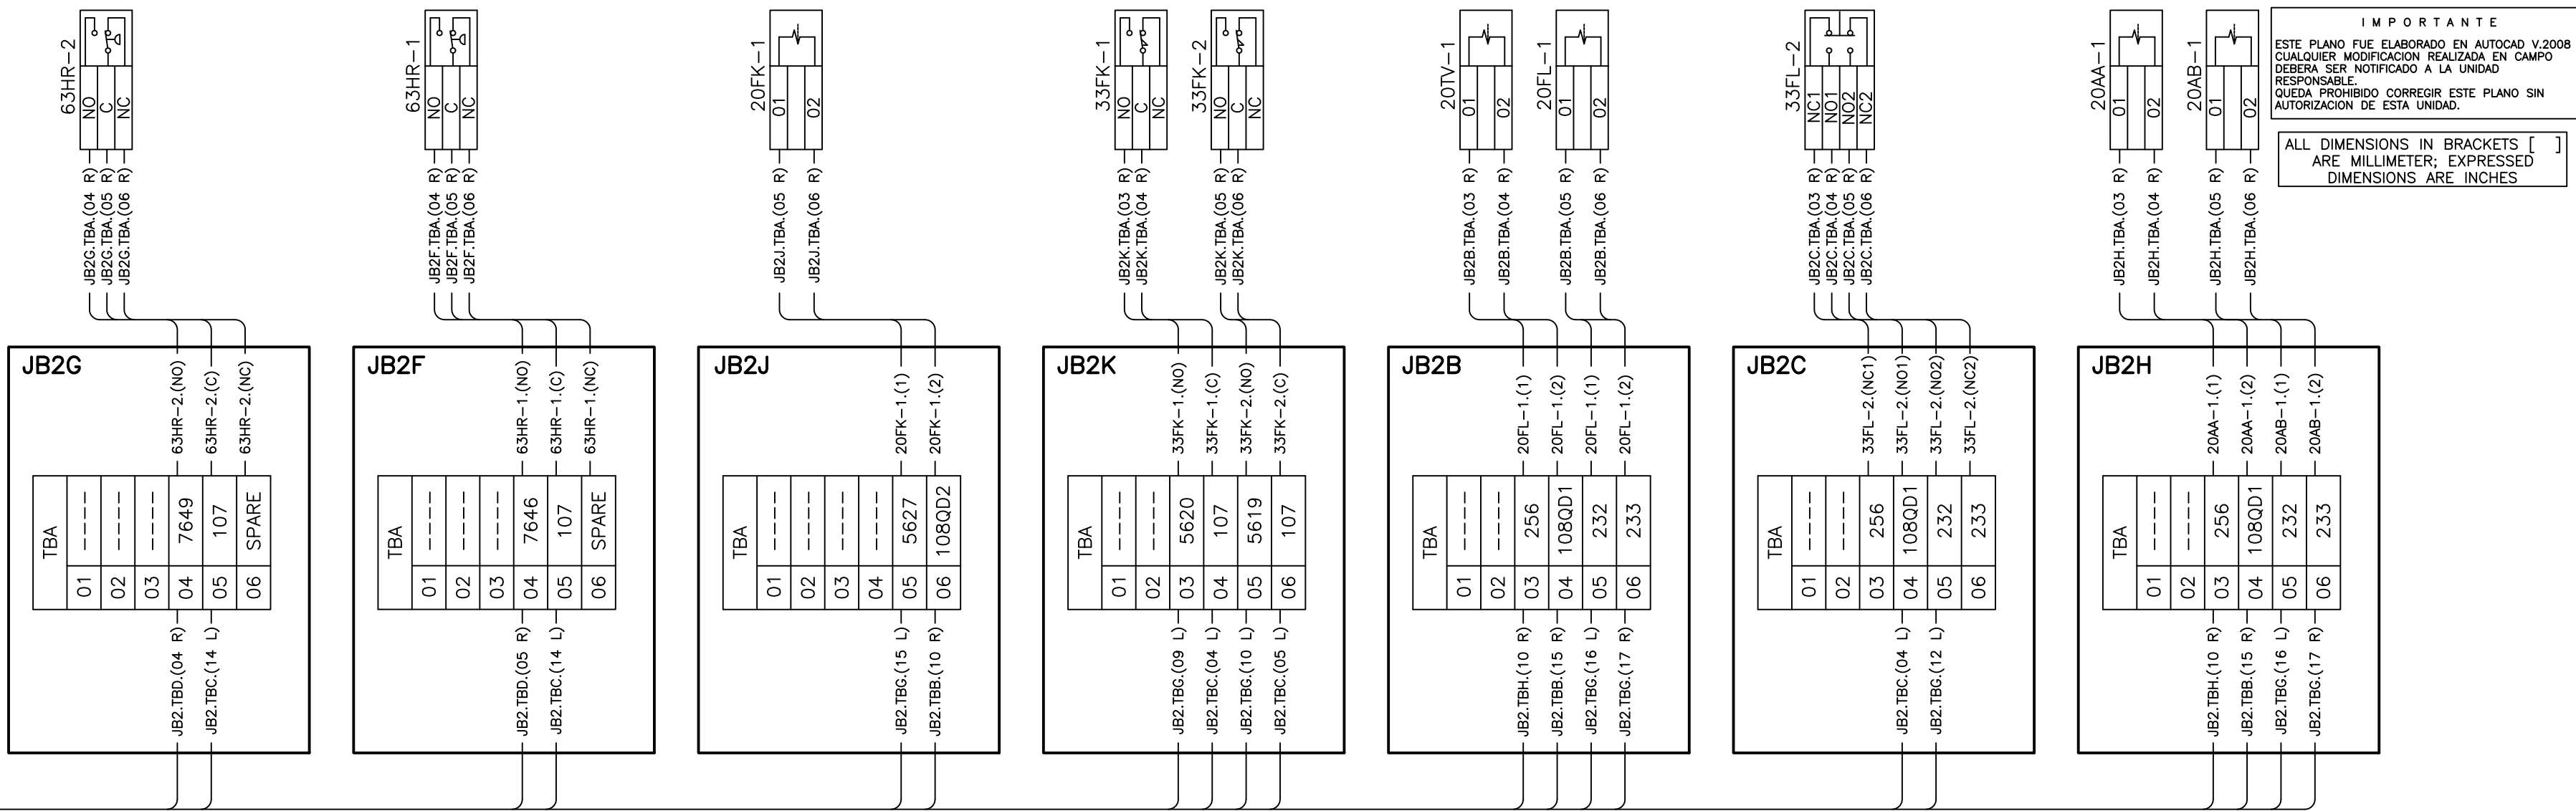 63HR-2
NO
C
NC
JB2G.TBA.(04 R)
JB2G.TBA.(05 R)
JB2G.TBA.(06 R)
63HR-1
NO
C
NC
JB2F.TBA.(04 R)
JB2F.TBA.(05 R)
JB2F.TBA.(06 R)
20FK-1
01
02
JB2J.TBA.(05 R)
JB2J.TBA.(06 R)
33FK-1
NO
C
NC
JB2K.TBA.(03 R)
JB2K.TBA.(04 R)
33FK-2
NO
C
NC
JB2K.TBA.(05 R)
JB2K.TBA.(06 R)
20TV-1
01
02
JB2B.TBA.(03 R)
JB2B.TBA.(04 R)
20FL-1
01
02
JB2B.TBA.(05 R)
JB2B.TBA.(06 R)
33FL-2
NC1
NO1
NO2
NC2
JB2C.TBA.(03 R)
JB2C.TBA.(04 R)
JB2C.TBA.(05 R)
JB2C.TBA.(06 R)
20AA-1
01
02
JB2H.TBA.(03 R)
JB2H.TBA.(04 R)
20AB-1
01
02
JB2H.TBA.(05 R)
JB2H.TBA.(06 R)
IMPORTANTE
ESTE PLANO FUE ELABORADO EN AUTOCAD V.2008
CUALQUIER MODIFICACION REALIZADA EN CAMPO
DEBERA SER NOTIFICADO A LA UNIDAD
RESPONSABLE.
QUEDA PROHIBIDO CORREGIR ESTE PLANO SIN
AUTORIZACION DE ESTA UNIDAD.
ALL DIMENSIONS IN BRACKETS [ ]
ARE MILLIMETER; EXPRESSED
DIMENSIONS ARE INCHES
JB2G
63HR-2.(NO)
63HR-2.(C)
63HR-2.(NC)
TBA
01 ----
02 ----
03 ----
04 7649
05 107
06 SPARE
JB2.TBD.(04 R)
JB2.TBC.(14 L)
JB2F
63HR-1.(NO)
63HR-1.(C)
63HR-1.(NC)
TBA
01 ----
02 ----
03 ----
04 7646
05 107
06 SPARE
JB2.TBD.(05 R)
JB2.TBC.(14 L)
JB2J
20FK-1.(1)
20FK-1.(2)
TBA
01 ----
02 ----
03 ----
04 ----
05 5627
06 108QD2
JB2.TBG.(15 L)
JB2.TBB.(10 R)
JB2K
33FK-1.(NO)
33FK-1.(C)
33FK-2.(NO)
33FK-2.(C)
TBA
01 ----
02 ----
03 5620
04 107
05 5619
06 107
JB2.TBG.(09 L)
JB2.TBC.(04 L)
JB2.TBG.(10 L)
JB2.TBC.(05 L)
JB2B
20FL-1.(1)
20FL-1.(2)
20FL-1.(1)
20FL-1.(2)
TBA
01 ----
02 ----
03 256
04 108QD1
05 232
06 233
JB2.TBH.(10 R)
JB2.TBB.(15 R)
JB2.TBG.(16 L)
JB2.TBG.(17 R)
JB2C
33FL-2.(NC1)
33FL-2.(NO1)
33FL-2.(NO2)
33FL-2.(NC2)
TBA
01 ----
02 ----
03 256
04 108QD1
05 232
06 233
JB2.TBC.(04 L)
JB2.TBG.(12 L)
JB2H
20AA-1.(1)
20AA-1.(2)
20AB-1.(1)
20AB-1.(2)
TBA
01 ----
02 ----
03 256
04 108QD1
05 232
06 233
JB2.TBH.(10 R)
JB2.TBB.(15 R)
JB2.TBG.(16 L)
JB2.TBG.(17 R)